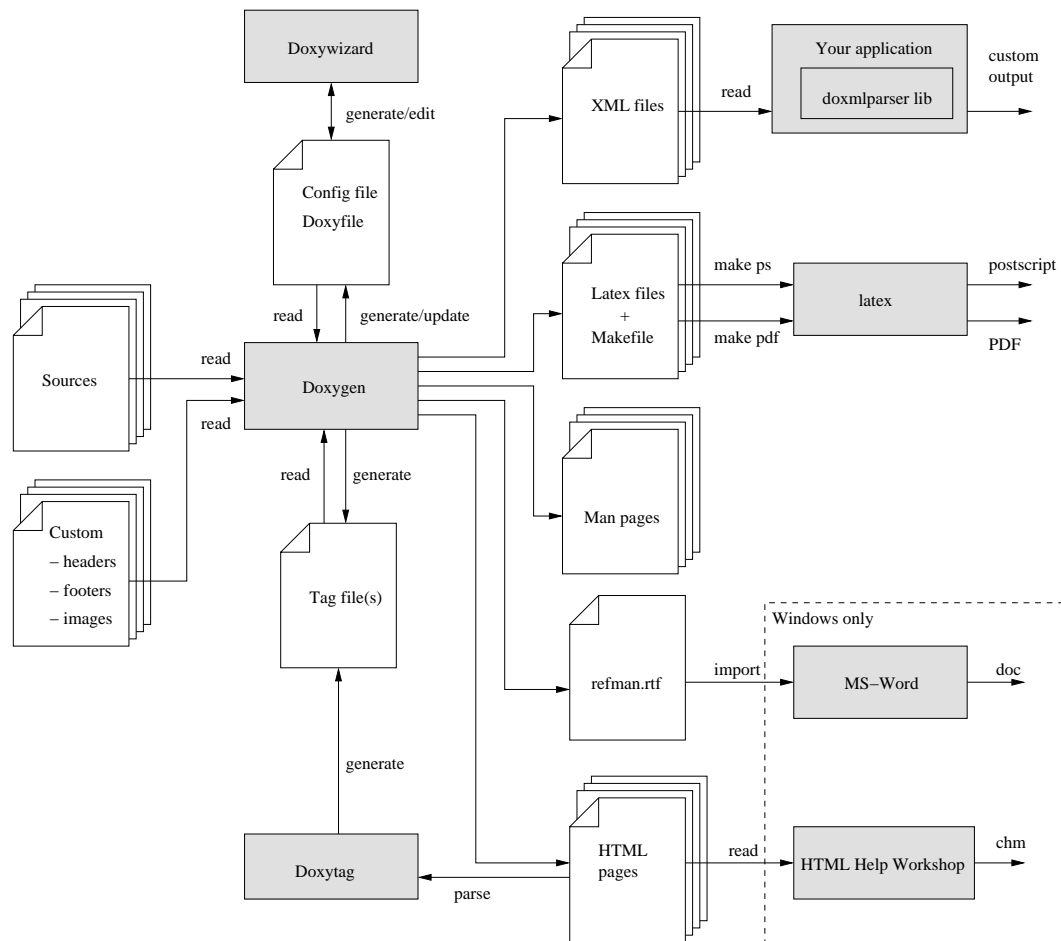 Doxywizard
generate/edit
Config file
Doxyfile
read
generate/update
Sources
read
Doxygen
read
Custom
– headers
– footers
– images
read
generate
Tag file(s)
generate
Doxytag
parse
XML files
read
Your application
doxmlparser lib
custom
output
Latex files
+
Makefile
make ps
make pdf
latex
postscript
PDF
Man pages
refman.rtf
import
Windows only
MS–Word
doc
HTML
pages
read
HTML Help Workshop
chm